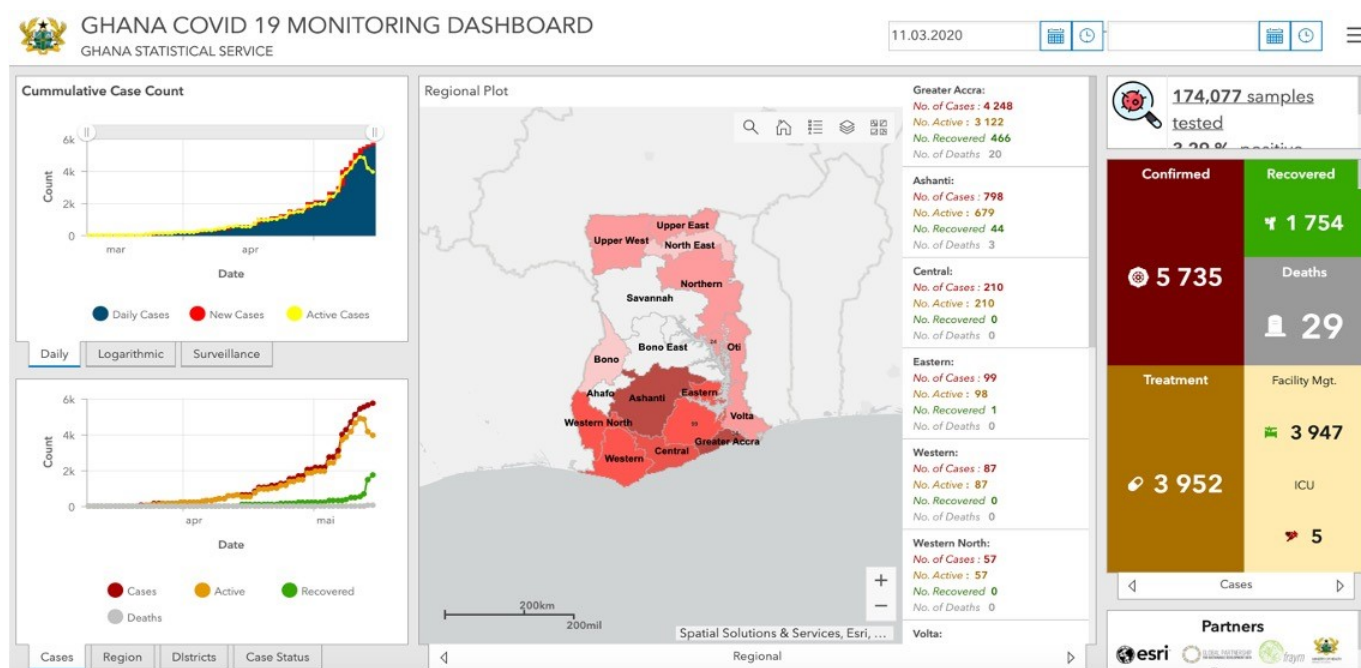 GHANA COVID 19 MONITORING DASHBOARD
GHANA STATISTICAL SERVICE
11.03.2020
-
Cummulative Case Count
6k
4k
2k
0
Count
mar
apr
Date
Daily Cases
New Cases
Active Cases
Daily
Logarithmic
Surveillance
6k
4k
2k
0
Count
apr
mai
Date
Cases
Active
Recovered
Deaths
Cases
Region
DIstricts
Case Status
Regional Plot
Upper East
Upper West
North East
Northern
Savannah
Bono East
Oti
Bono
Ahafo
Ashanti
Eastern
Volta
Western North
Greater Accra
Central
Western
200km
200mil
+
−
Spatial Solutions & Services, Esri, ...
Regional
Greater Accra:
No. of Cases : 4 248
No. Active : 3 122
No. Recovered 466
No. of Deaths 20
Ashanti:
No. of Cases : 798
No. Active : 679
No. Recovered 44
No. of Deaths 3
Central:
No. of Cases : 210
No. Active : 210
No. Recovered 0
No. of Deaths 0
Eastern:
No. of Cases : 99
No. Active : 98
No. Recovered 1
No. of Deaths 0
Western:
No. of Cases : 87
No. Active : 87
No. Recovered 0
No. of Deaths 0
Western North:
No. of Cases : 57
No. Active : 57
No. Recovered 0
No. of Deaths 0
Volta:
174,077 samples
tested
3.29 % positive
Confirmed
5 735
Recovered
1 754
Deaths
29
Treatment
3 952
Facility Mgt.
3 947
ICU
5
Cases
Partners
esri
GLOBAL PARTNERSHIP
fraym